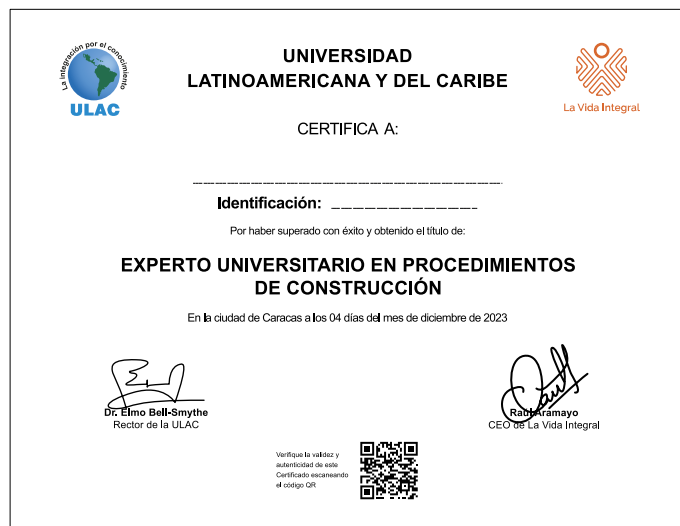 La integración por el conocimiento
ULAC
UNIVERSIDAD
LATINOAMERICANA Y DEL CARIBE
La Vida Integral
CERTIFICA A:
Identificación:
Por haber superado con éxito y obtenido el título de:
EXPERTO UNIVERSITARIO EN PROCEDIMIENTOS
DE CONSTRUCCIÓN
En la ciudad de Caracas a los 04 días del mes de diciembre de 2023
Dr. Elmo Bell-Smythe
Rector de la ULAC
Raúl Aramayo
CEO de La Vida Integral
Verifique la validez y
autenticidad de este
Certificado escaneando
el código QR